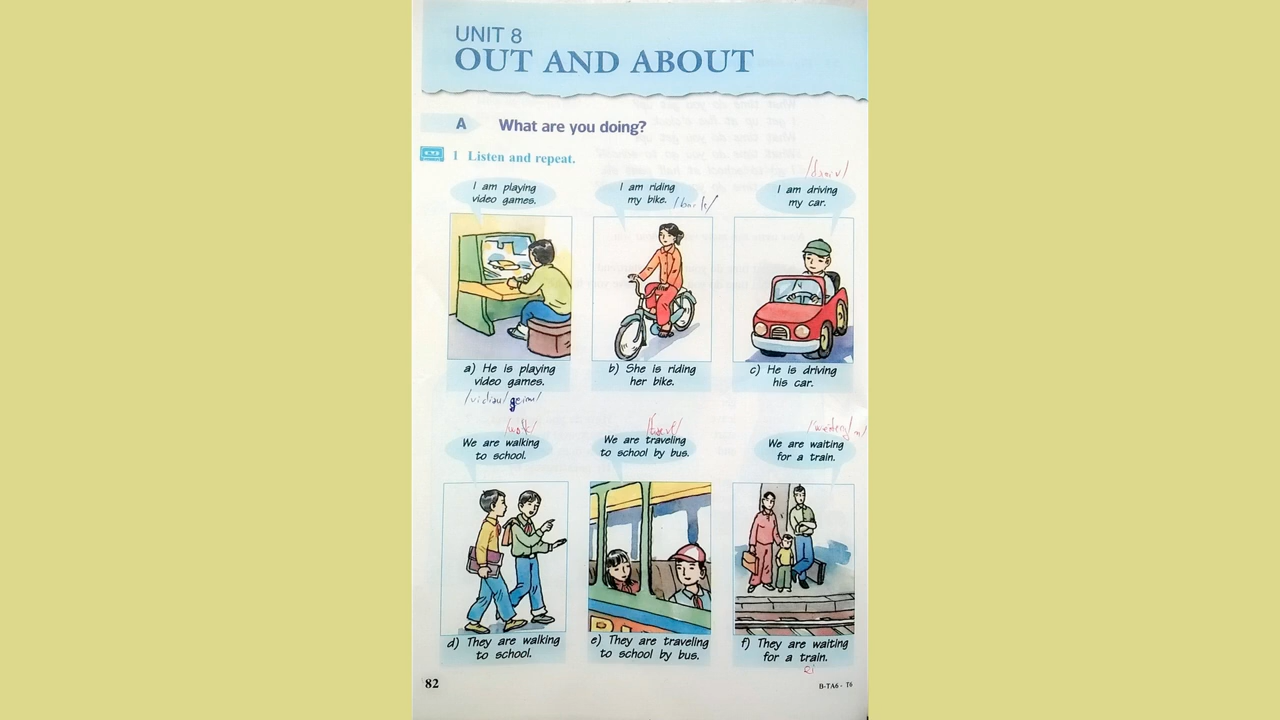 UNIT 8
OUT AND ABOUT
A What are you doing?
1 Listen and repeat.
I am playing
video games.
I am riding
my bike.
I am driving
my car.
a) He is playing
video games.
b) She is riding
her bike.
c) He is driving
his car.
We are walking
to school.
We are traveling
to school by bus.
We are waiting
for a train.
d) They are walking
to school.
e) They are traveling
to school by bus.
f) They are waiting
for a train.
82
B-TA6 - T6